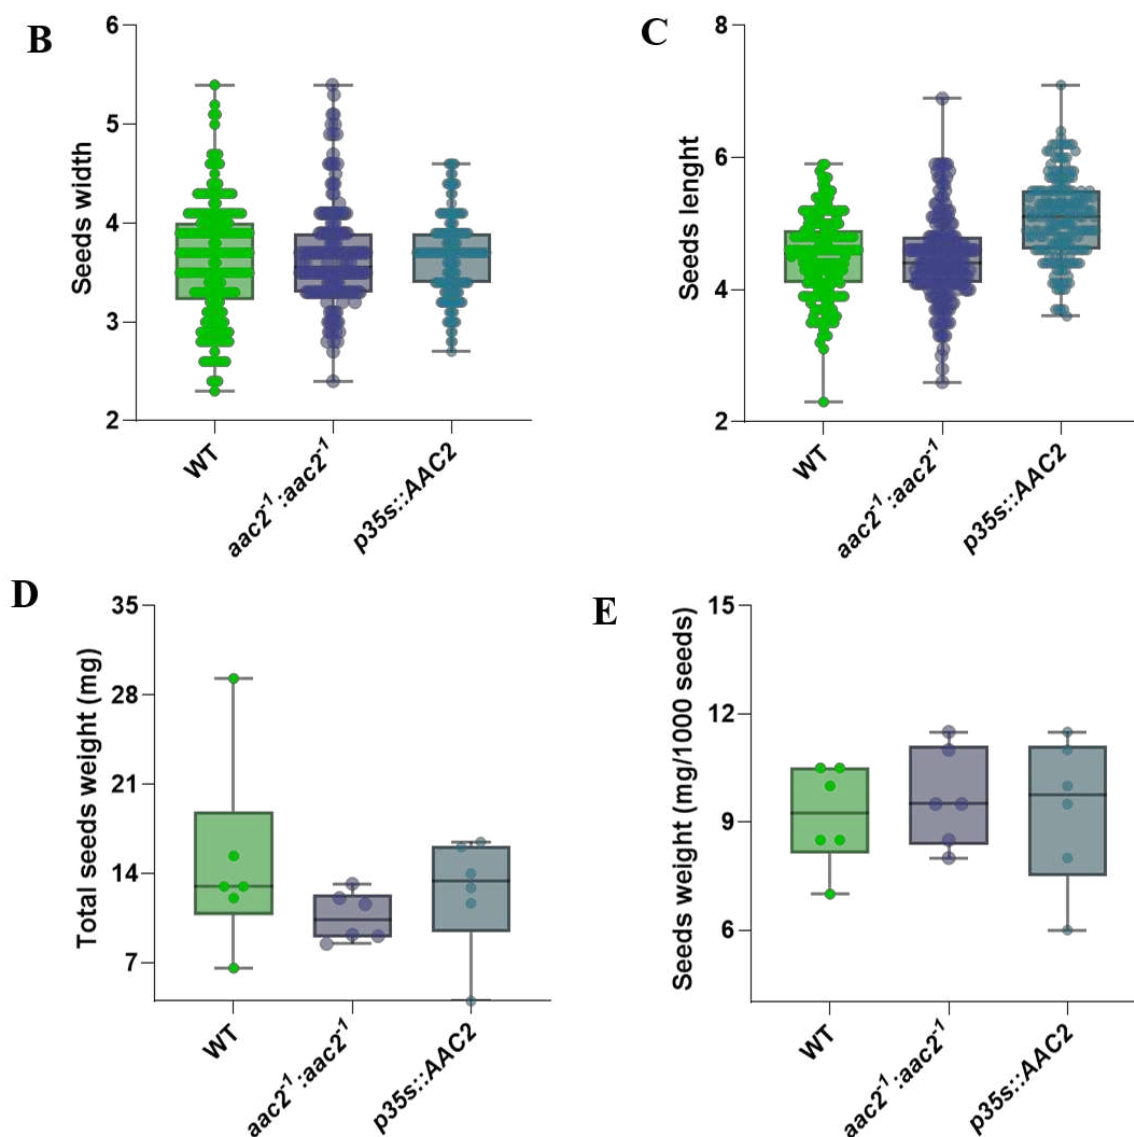 B
Seeds width
6
5
4
3
2
WT
aac2⁻¹:aac2⁻¹
p35s::AAC2
C
Seeds lenght
8
6
4
2
WT
aac2⁻¹:aac2⁻¹
p35s::AAC2
D
Total seeds weight (mg)
35
28
21
14
7
WT
aac2⁻¹:aac2⁻¹
p35s::AAC2
E
Seeds weight (mg/1000 seeds)
15
12
9
6
WT
aac2⁻¹:aac2⁻¹
p35s::AAC2